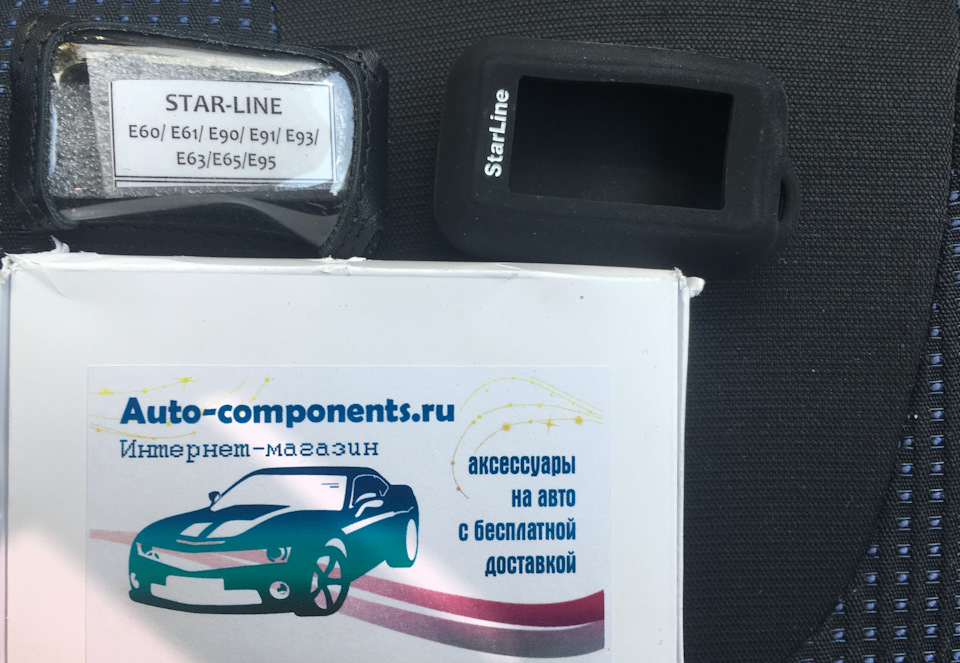 STAR-LINE
E60/ E61/ E90/ E91/ E93/
E63/E65/E95
StarLine
Auto-components.ru
Интернет-магазин
аксессуары
на авто
с бесплатной
доставкой